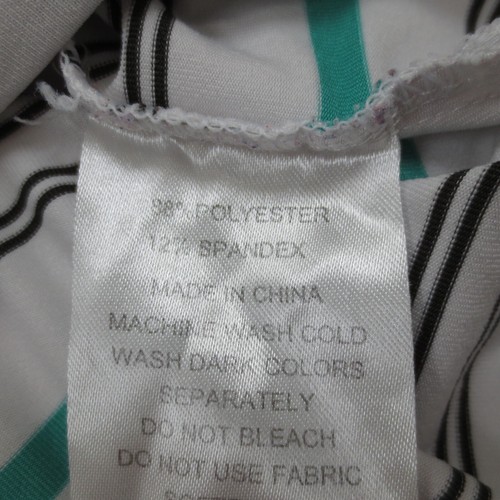 88% POLYESTER
12% SPANDEX
MADE IN CHINA
MACHINE WASH COLD
WASH DARK COLORS
SEPARATELY
DO NOT BLEACH
DO NOT USE FABRIC